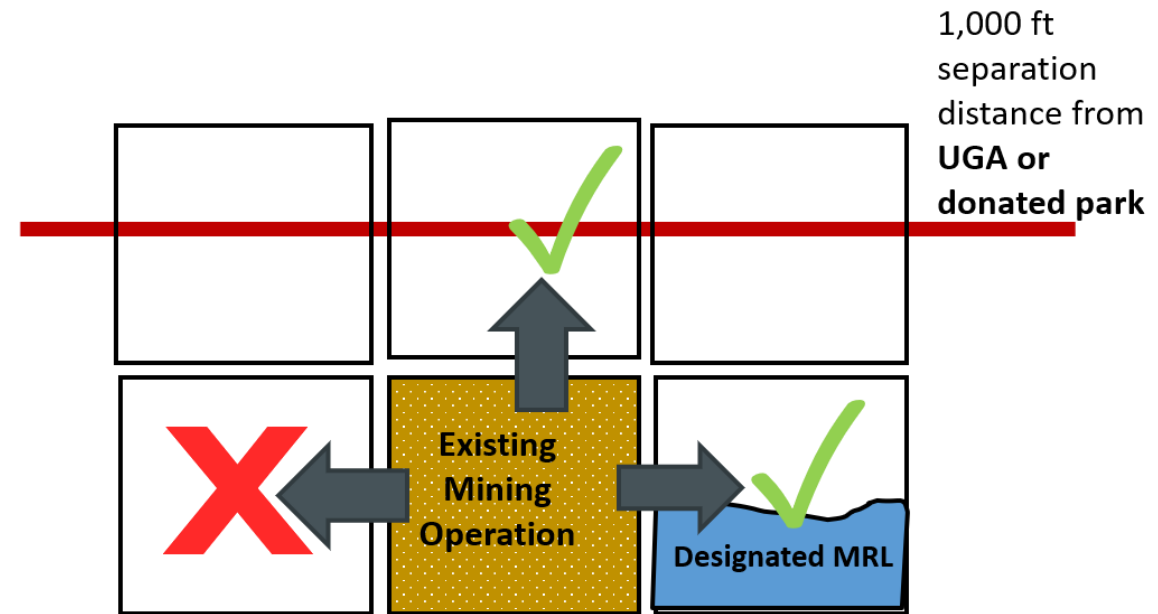 1,000 ft
separation
distance from
UGA or
donated park
Existing
Mining
Operation
Designated MRL